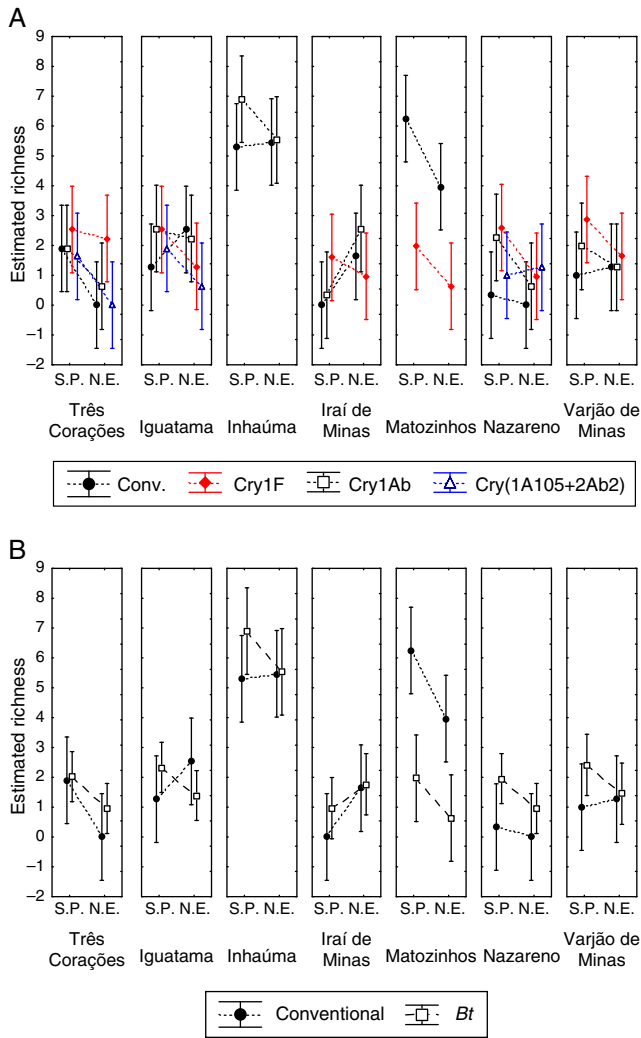 A
Estimated richness
9
8
7
6
5
4
3
2
1
0
−1
−2
S.P. N.E. S.P. N.E. S.P. N.E. S.P. N.E. S.P. N.E. S.P. N.E. S.P. N.E.
Três Corações Iguatama Inhaúma Iraí de Minas Matozinhos Nazareno Varjão de Minas
Conv. Cry1F Cry1Ab Cry(1A105+2Ab2)
B
Estimated richness
9
8
7
6
5
4
3
2
1
0
−1
−2
S.P. N.E. S.P. N.E. S.P. N.E. S.P. N.E. S.P. N.E. S.P. N.E. S.P. N.E.
Três Corações Iguatama Inhaúma Iraí de Minas Matozinhos Nazareno Varjão de Minas
Conventional Bt